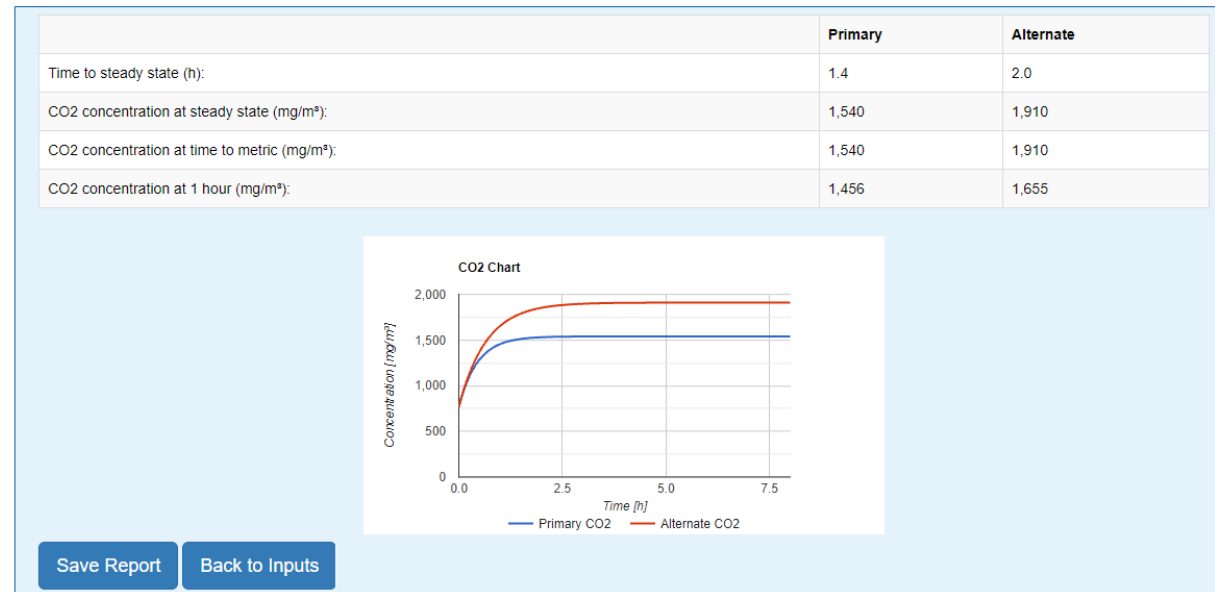 Primary Alternate
Time to steady state (h): 1.4 2.0
CO2 concentration at steady state (mg/m³): 1,540 1,910
CO2 concentration at time to metric (mg/m³): 1,540 1,910
CO2 concentration at 1 hour (mg/m³): 1,456 1,655
CO2 Chart
Concentration [mg/m³]
2,000
1,500
1,000
500
0
0.0 2.5 5.0 7.5
Time [h]
Primary CO2 Alternate CO2
Save Report Back to Inputs